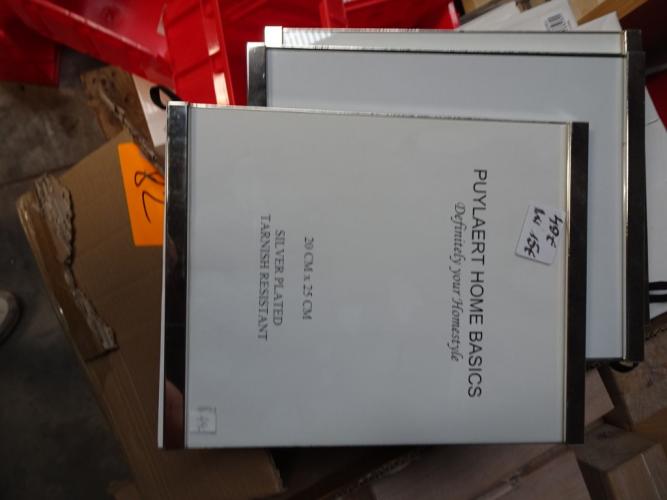 PUYLAERT HOME BASICS
Definitely your Homestyle
20 CM x 25 CM
SILVER PLATED
TARNISH RESISTANT